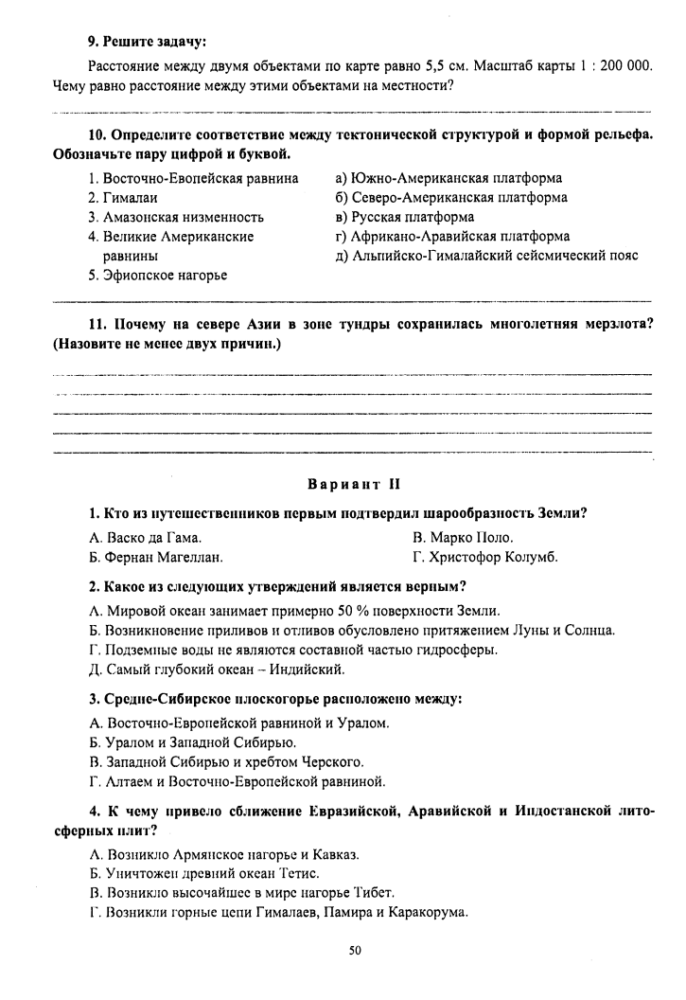 9. Решите задачу:
Расстояние между двумя объектами по карте равно 5,5 см. Масштаб карты 1 : 200 000.
Чему равно расстояние между этими объектами на местности?
10. Определите соответствие между тектонической структурой и формой рельефа.
Обозначьте пару цифрой и буквой.
1. Восточно-Евопейская равнина
а) Южно-Американская платформа
2. Гималаи
б) Северо-Американская платформа
3. Амазонская низменность
в) Русская платформа
4. Великие Американские
г) Африкано-Аравийская платформа
равнины
д) Альпийско-Гималайский сейсмический пояс
5. Эфиопское нагорье
11. Почему на севере Азии в зоне тундры сохранилась многолетняя мерзлота?
(Назовите не менее двух причин.)
Вариант II
1. Кто из путешественников первым подтвердил шарообразность Земли?
А. Васко да Гама.
В. Марко Поло.
Б. Фернан Магеллан.
Г. Христофор Колумб.
2. Какое из следующих утверждений является верным?
А. Мировой океан занимает примерно 50 % поверхности Земли.
Б. Возникновение приливов и отливов обусловлено притяжением Луны и Солнца.
Г. Подземные воды не являются составной частью гидросферы.
Д. Самый глубокий океан – Индийский.
3. Средне-Сибирское плоскогорье расположено между:
А. Восточно-Европейской равниной и Уралом.
Б. Уралом и Западной Сибирью.
В. Западной Сибирью и хребтом Черского.
Г. Алтаем и Восточно-Европейской равниной.
4. К чему привело сближение Евразийской, Аравийской и Индостанской лито-
сферных плит?
А. Возникло Армянское нагорье и Кавказ.
Б. Уничтожен древний океан Тетис.
В. Возникло высочайшее в мире нагорье Тибет.
Г. Возникли горные цепи Гималаев, Памира и Каракорума.
50